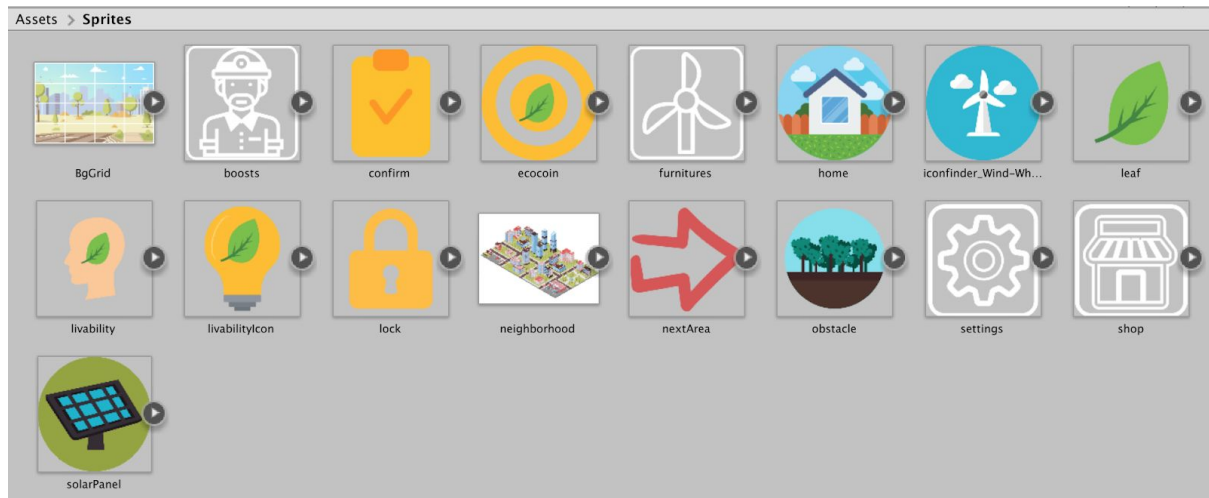 Assets > Sprites
BgGrid boosts confirm ecocoin furnitures home iconfinder_Wind-Wh... leaf
livability livabilityIcon lock neighborhood nextArea obstacle settings shop
solarPanel